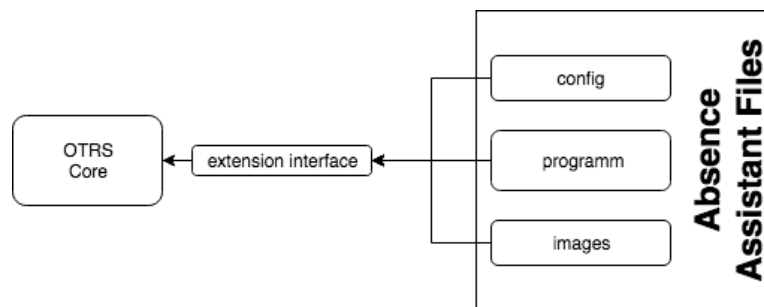 OTRS
Core
extension interface
config
programm
images
Absence
Assistant Files